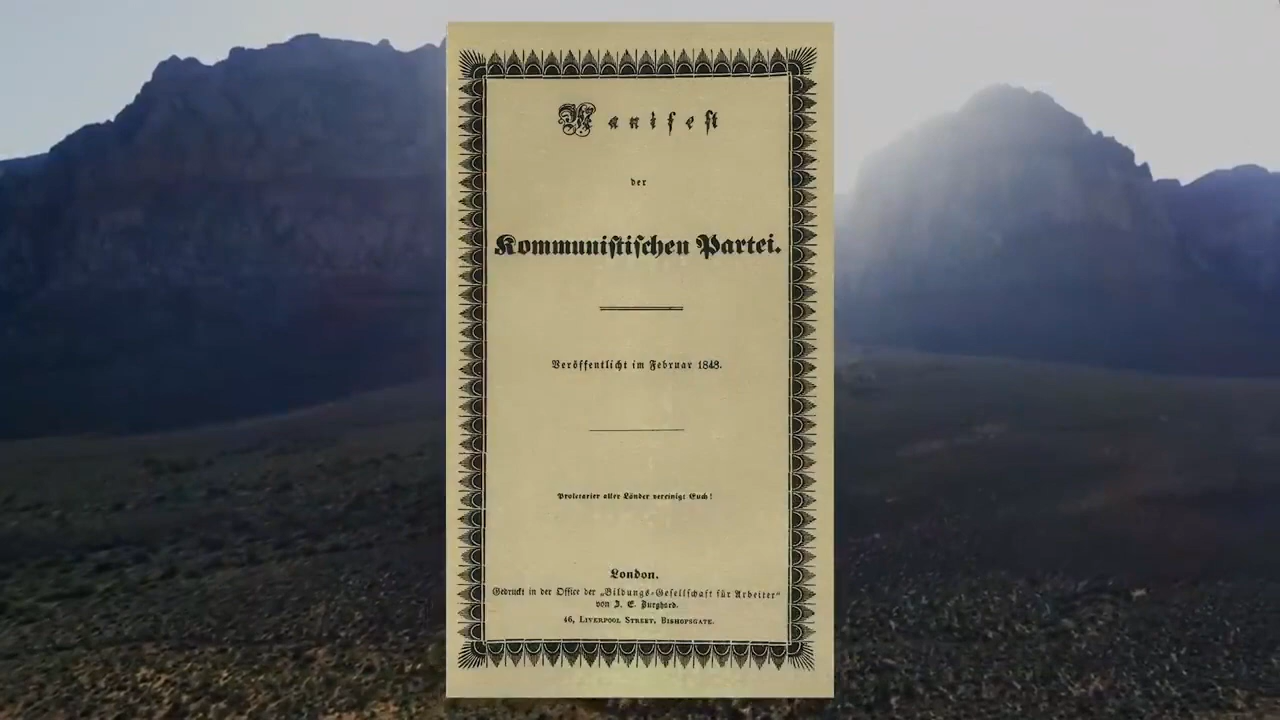 Manifest
der
Kommunistischen Partei.
Veröffentlicht im Februar 1848.
Proletarier aller Länder vereinigt Euch!
London.
Gedruckt in der Office der „Bildungs-Gesellschaft für Arbeiter“
von J. E. Burghard.
46, Liverpool Street, Bishopsgate.